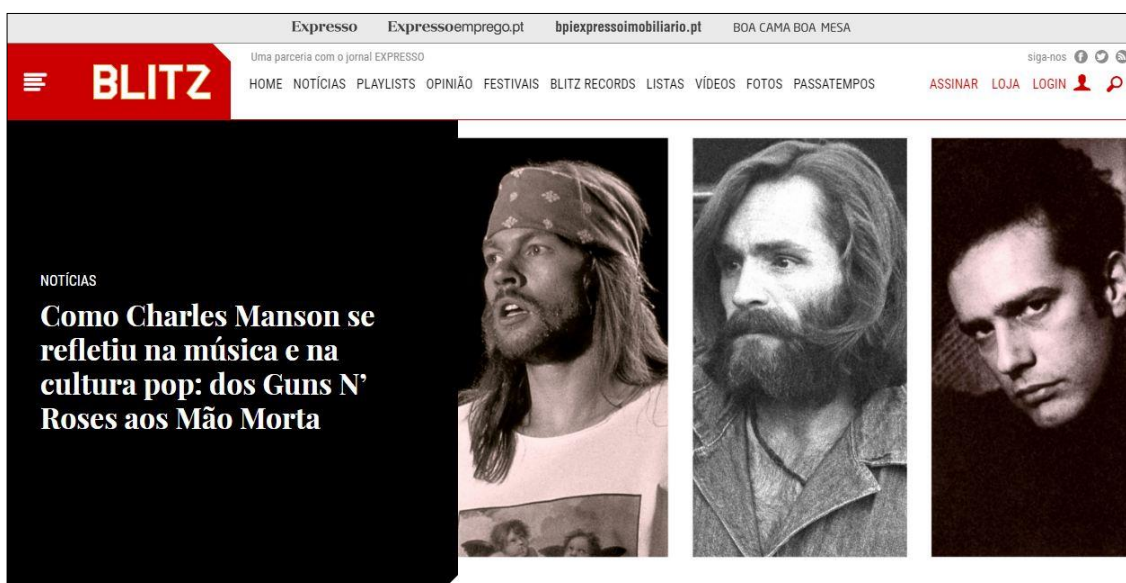 Expresso Expressoemprego.pt bpiexpressoimobiliario.pt BOA CAMA BOA MESA
Uma parceria com o jornal EXPRESSO siga-nos
BLITZ
HOME NOTÍCIAS PLAYLISTS OPINIÃO FESTIVAIS BLITZ RECORDS LISTAS VÍDEOS FOTOS PASSATEMPOS ASSINAR LOJA LOGIN
NOTÍCIAS
Como Charles Manson se
refletiu na música e na
cultura pop: dos Guns N’
Roses aos Mão Morta